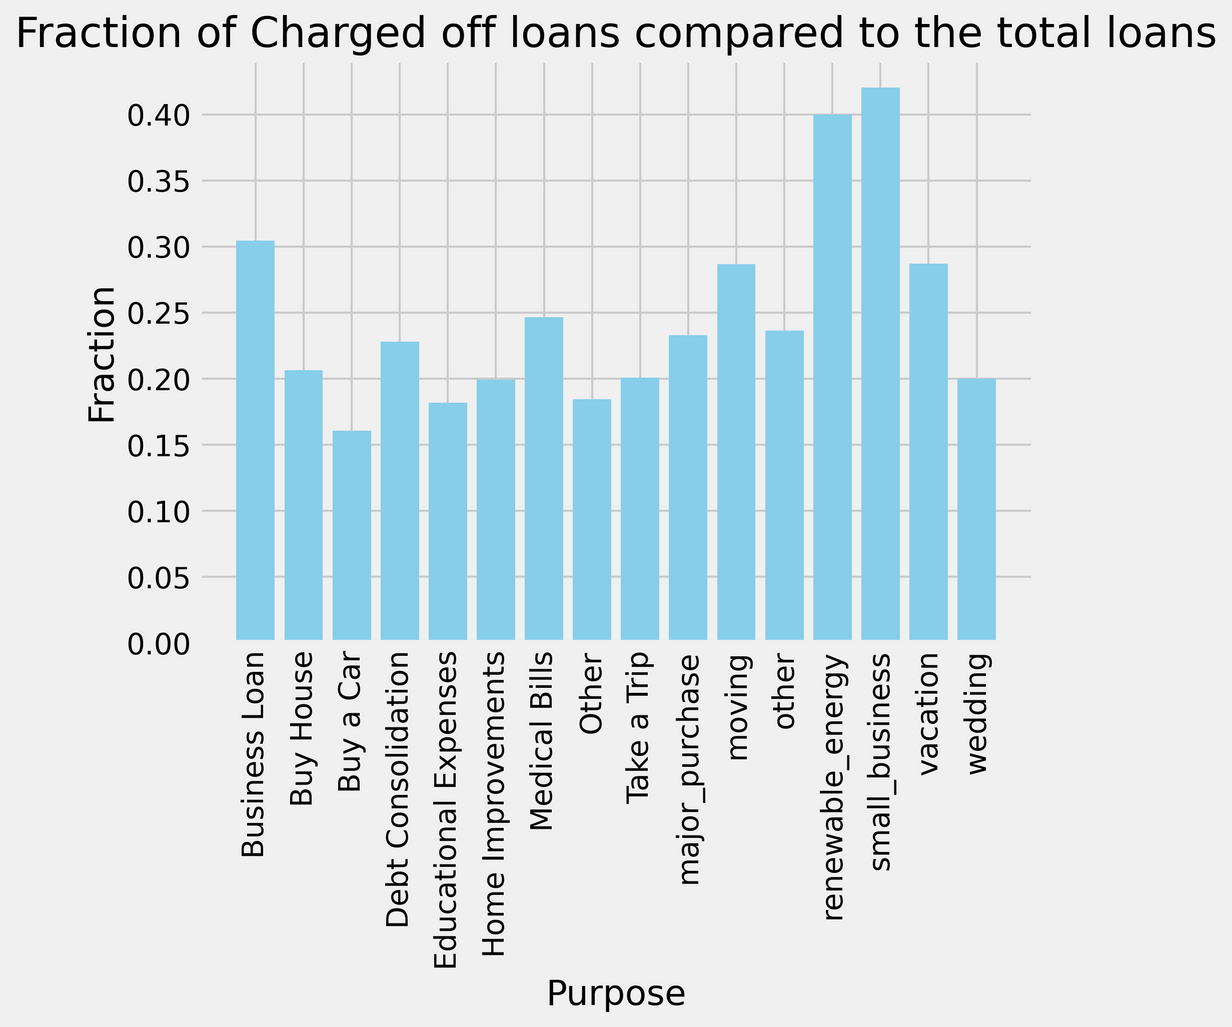 Fraction of Charged off loans compared to the total loans
Fraction
0.40
0.35
0.30
0.25
0.20
0.15
0.10
0.05
0.00
Business Loan
Buy House
Buy a Car
Debt Consolidation
Educational Expenses
Home Improvements
Medical Bills
Other
Take a Trip
major_purchase
moving
other
renewable_energy
small_business
vacation
wedding
Purpose